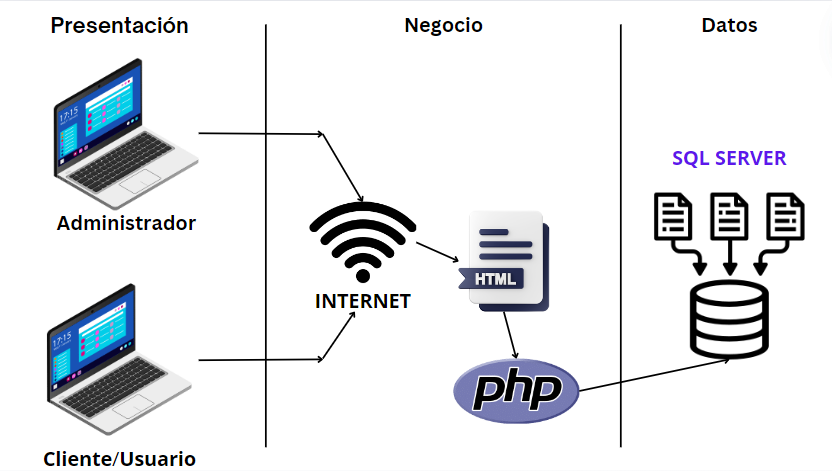 Presentación
Negocio
Datos
17:15
Administrador
SQL SERVER
INTERNET
HTML
php
17:15
Cliente/Usuario